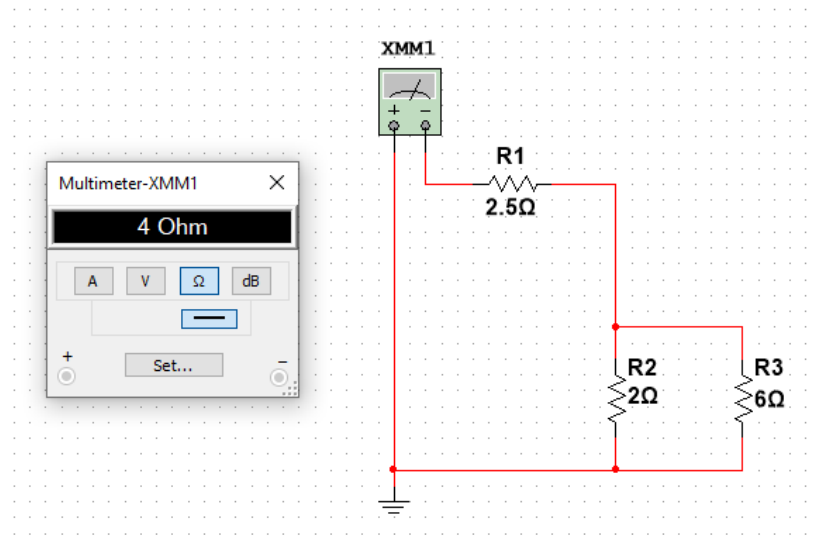 XMM1
+ −
R1
2.5Ω
Multimeter-XMM1
4 Ohm
A V Ω dB
+ Set... −
R2
2Ω
R3
6Ω